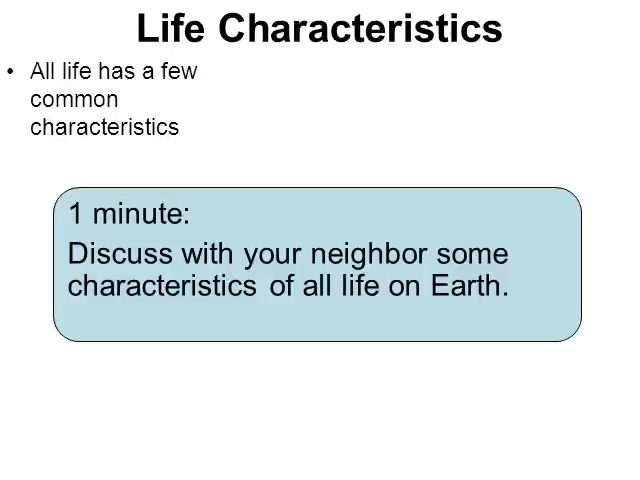 Life Characteristics
• All life has a few
common
characteristics
1 minute:
Discuss with your neighbor some
characteristics of all life on Earth.